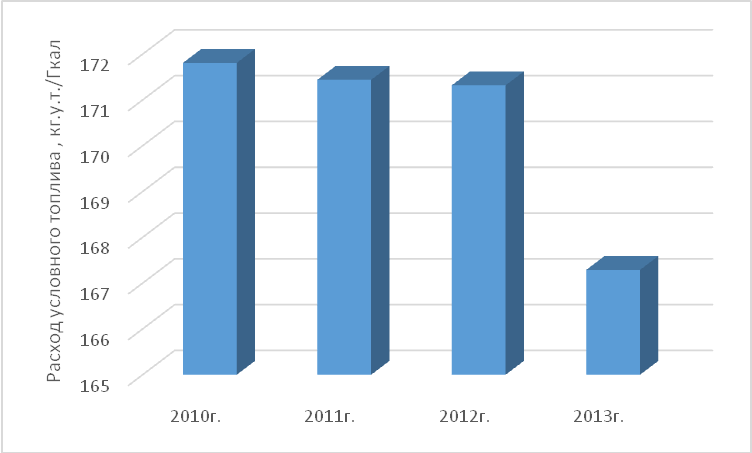 Расход условного топлива , кг.у.т./Гкал
172
171
170
169
168
167
166
165
2010г.
2011г.
2012г.
2013г.